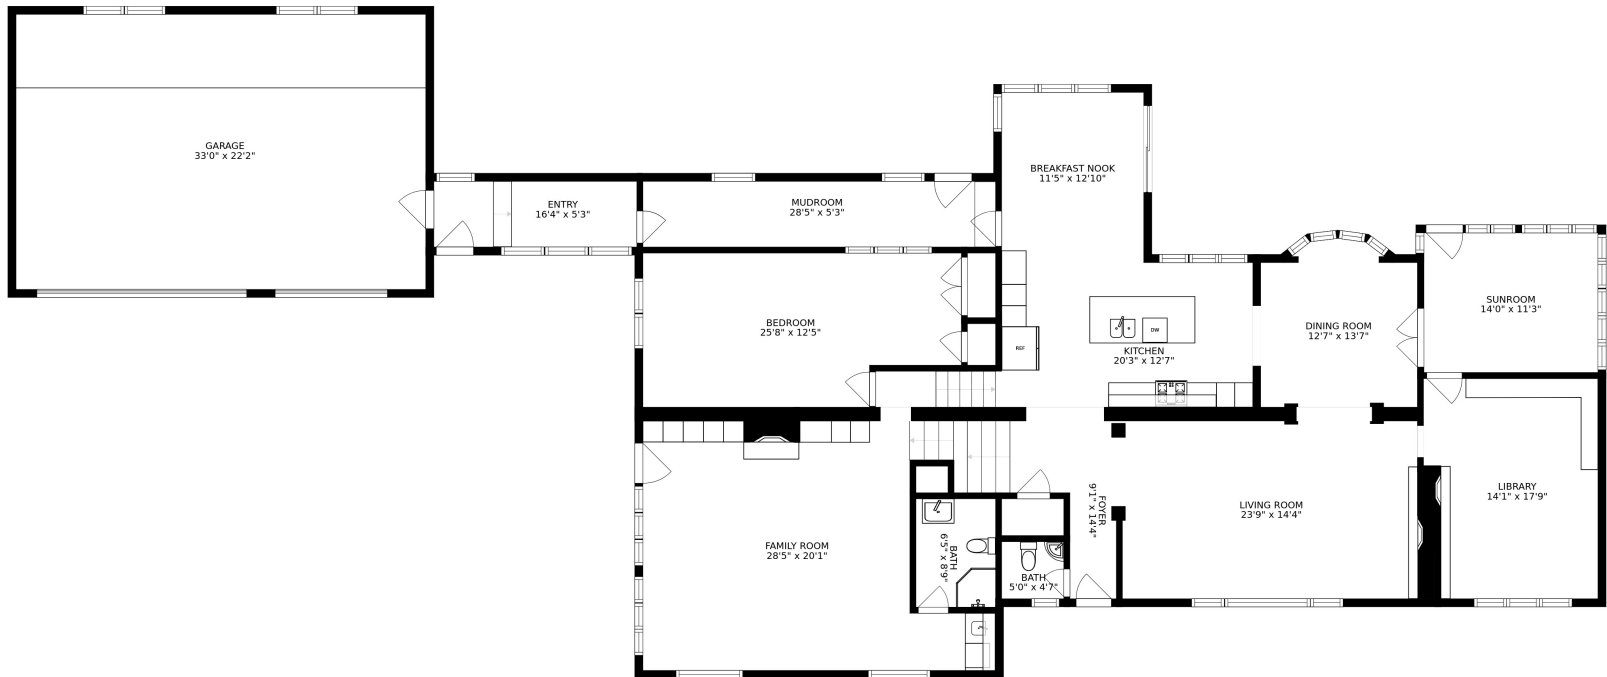 GARAGE
33'0" x 22'2"
ENTRY
16'4" x 5'3"
MUDROOM
28'5" x 5'3"
BREAKFAST NOOK
11'5" x 12'10"
BEDROOM
25'8" x 12'5"
REF
DW
KITCHEN
20'3" x 12'7"
DINING ROOM
12'7" x 13'7"
SUNROOM
14'0" x 11'3"
FAMILY ROOM
28'5" x 20'1"
BATH
6'5" x 8'9"
BATH
5'0" x 4'7"
FOYER
9'1" x 14'4"
LIVING ROOM
23'9" x 14'4"
LIBRARY
14'1" x 17'9"